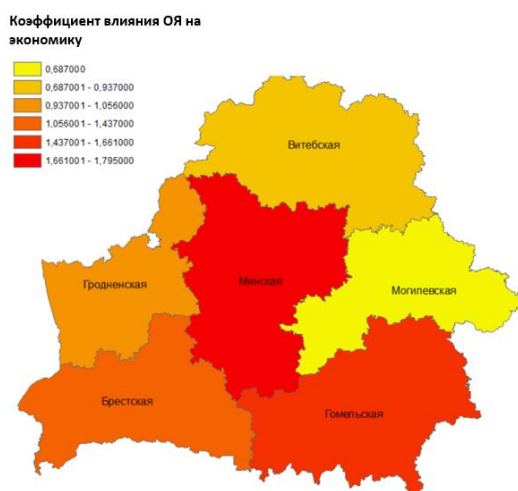 Коэффициент влияния ОЯ на
экономику
0,687000
0,687001 - 0,937000
0,937001 - 1,056000
1,056001 - 1,437000
1,437001 - 1,661000
1,661001 - 1,795000
Витебская
Минская
Гродненская
Могилевская
Брестская
Гомельская